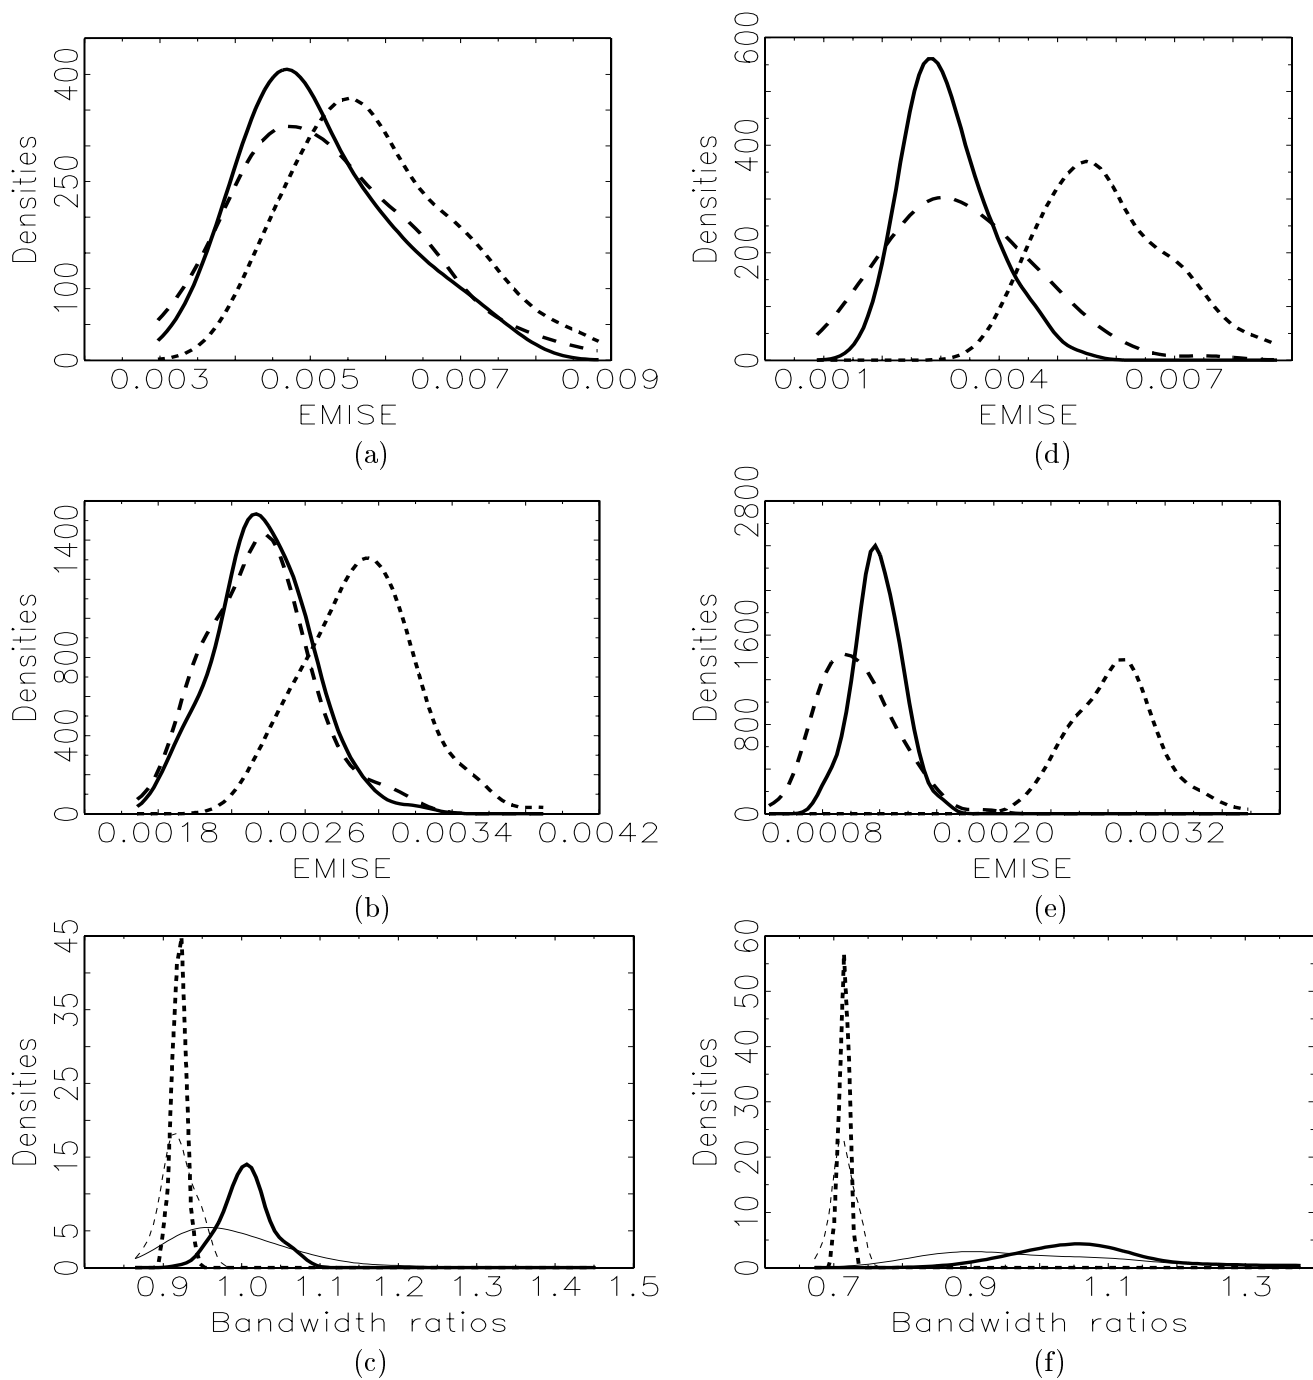 Densities
400
250
100
0
0.003 0.005 0.007 0.009
EMISE
(a)
Densities
600
400
200
0
0.001 0.004 0.007
EMISE
(d)
Densities
1400
800
400
0
0.0018 0.0026 0.0034 0.0042
EMISE
(b)
Densities
2800
1600
800
0
0.0008 0.0020 0.0032
EMISE
(e)
Densities
45
35
25
15
5
0
0.9 1.0 1.1 1.2 1.3 1.4 1.5
Bandwidth ratios
(c)
Densities
60
50
40
30
20
10
0
0.7 0.9 1.1 1.3
Bandwidth ratios
(f)